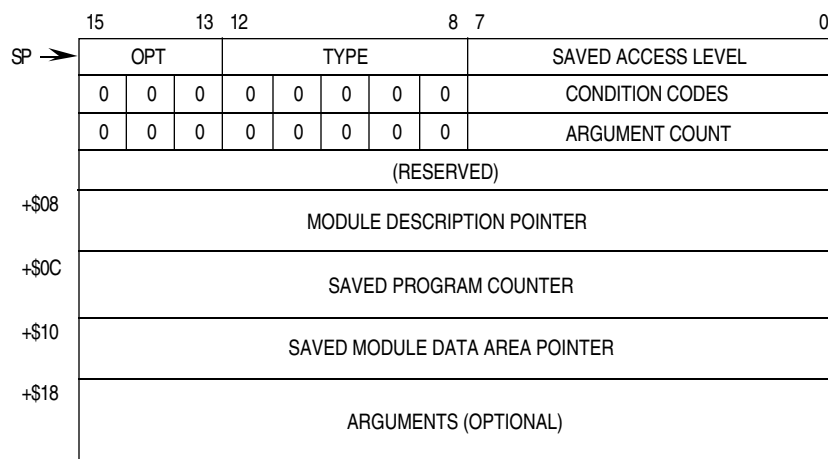 15 13 12 8 7 0
SP OPT TYPE SAVED ACCESS LEVEL
0 0 0 0 0 0 0 0 CONDITION CODES
0 0 0 0 0 0 0 0 ARGUMENT COUNT
(RESERVED)
+$08
MODULE DESCRIPTION POINTER
+$0C
SAVED PROGRAM COUNTER
+$10
SAVED MODULE DATA AREA POINTER
+$18
ARGUMENTS (OPTIONAL)